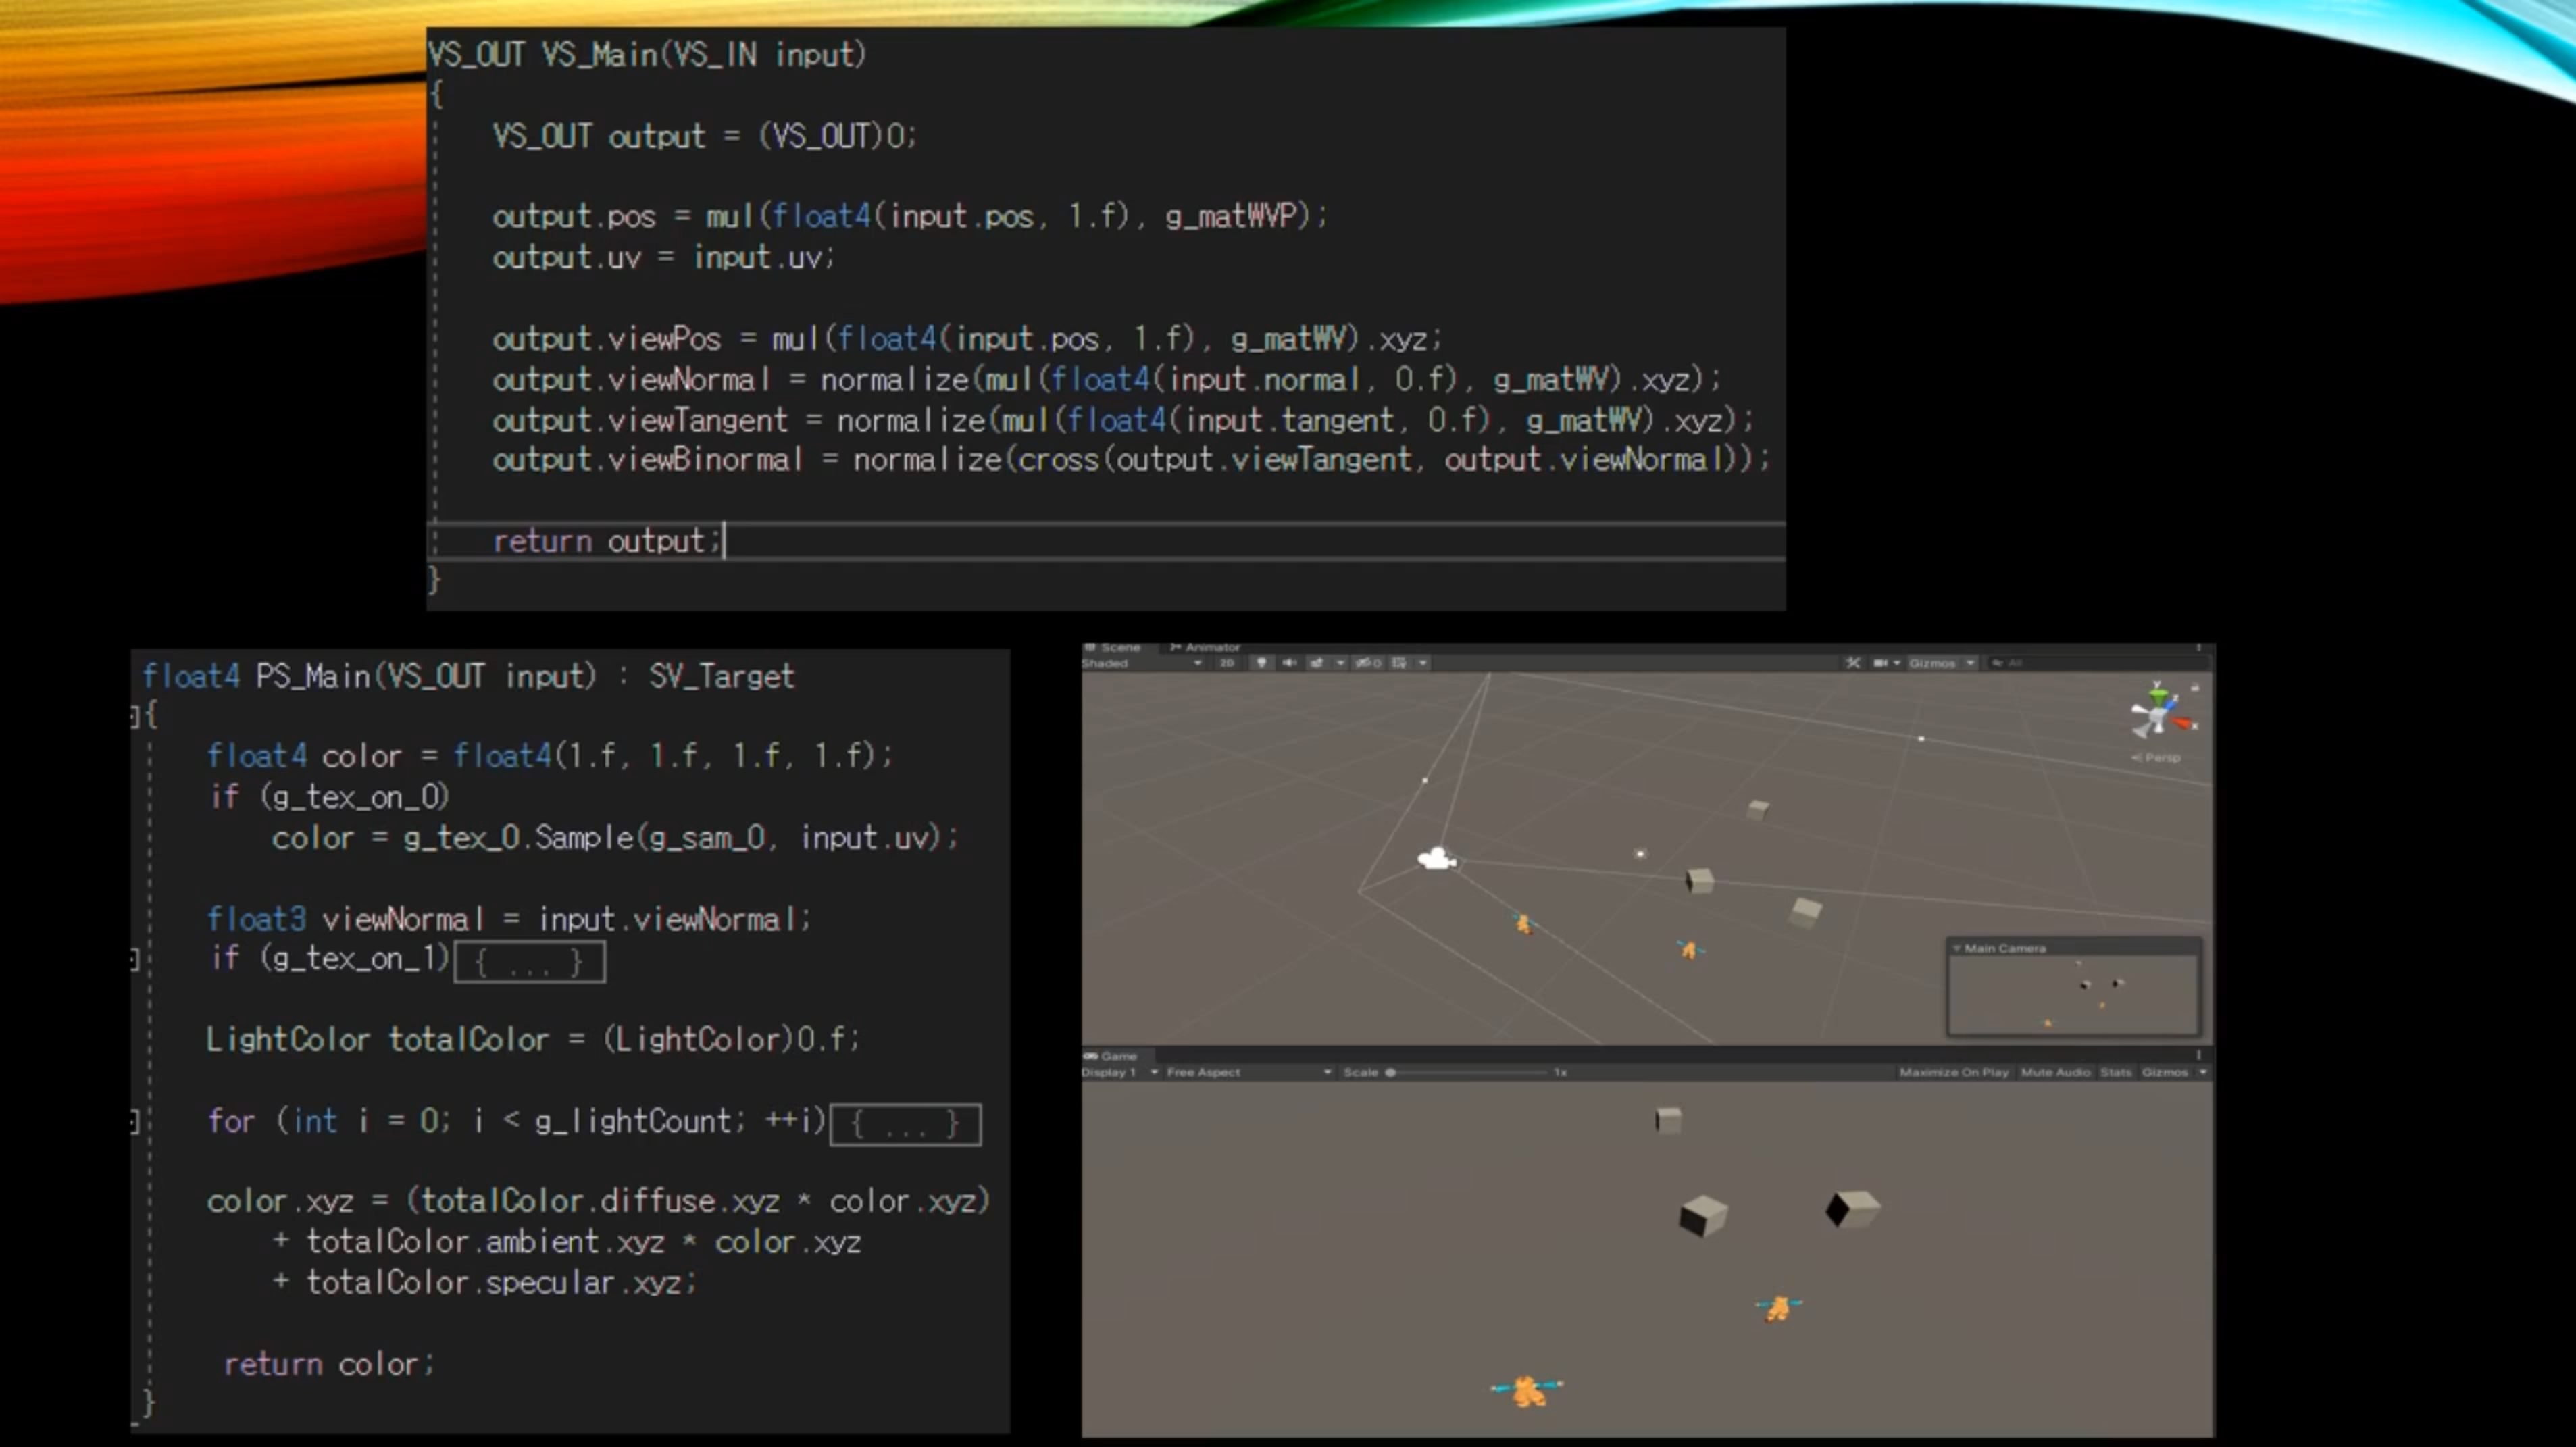 VS_OUT VS_Main(VS_IN input)
{
VS_OUT output = (VS_OUT)0;
output.pos = mul(float4(input.pos, 1.f), g_matWVP);
output.uv = input.uv;
output.viewPos = mul(float4(input.pos, 1.f), g_matWV).xyz;
output.viewNormal = normalize(mul(float4(input.normal, 0.f), g_matWV).xyz);
output.viewTangent = normalize(mul(float4(input.tangent, 0.f), g_matWV).xyz);
output.viewBinormal = normalize(cross(output.viewTangent, output.viewNormal));
return output;
}
float4 PS_Main(VS_OUT input) : SV_Target
{
float4 color = float4(1.f, 1.f, 1.f, 1.f);
if (g_tex_on_0)
color = g_tex_0.Sample(g_sam_0, input.uv);
float3 viewNormal = input.viewNormal;
if (g_tex_on_1){ ... }
LightColor totalColor = (LightColor)0.f;
for (int i = 0; i < g_lightCount; ++i){ ... }
color.xyz = (totalColor.diffuse.xyz * color.xyz)
+ totalColor.ambient.xyz * color.xyz
+ totalColor.specular.xyz;
return color;
}
Scene Animator
Shaded 2D 0 Gizmos All
y
z
x
Persp
Main Camera
Game
Display 1 Free Aspect Scale 1x Maximize On Play Mute Audio Stats Gizmos